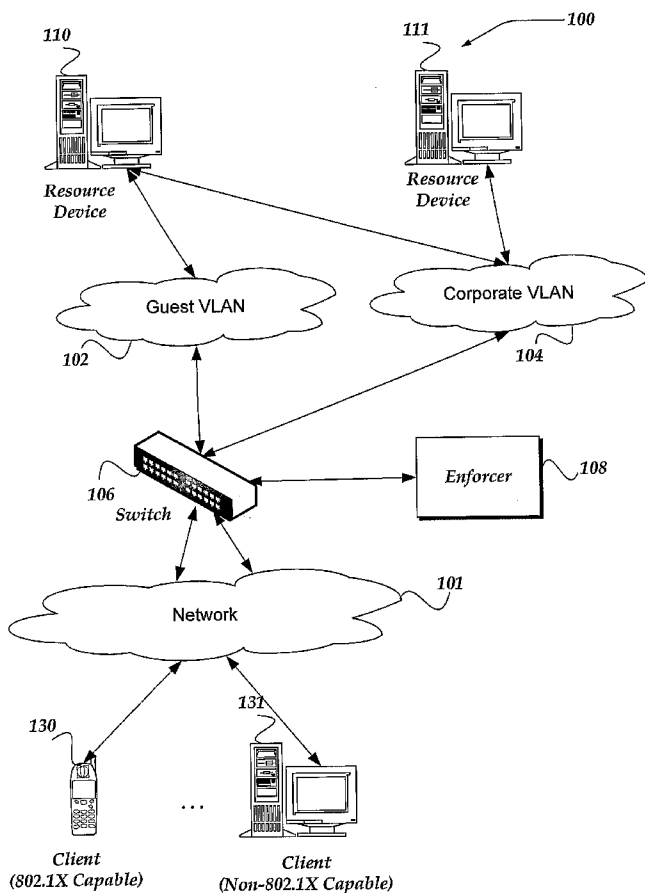 110
111
100
Resource
Device
Resource
Device
Guest VLAN
Corporate VLAN
102
104
106
Switch
Enforcer
108
Network
101
130
131
...
Client
(802.1X Capable)
Client
(Non-802.1X Capable)